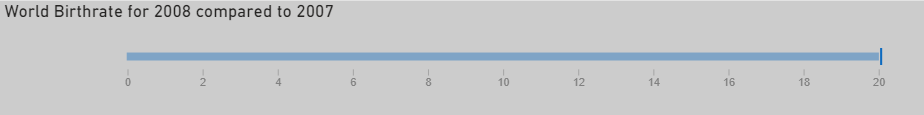 World Birthrate for 2008 compared to 2007
0 2 4 6 8 10 12 14 16 18 20